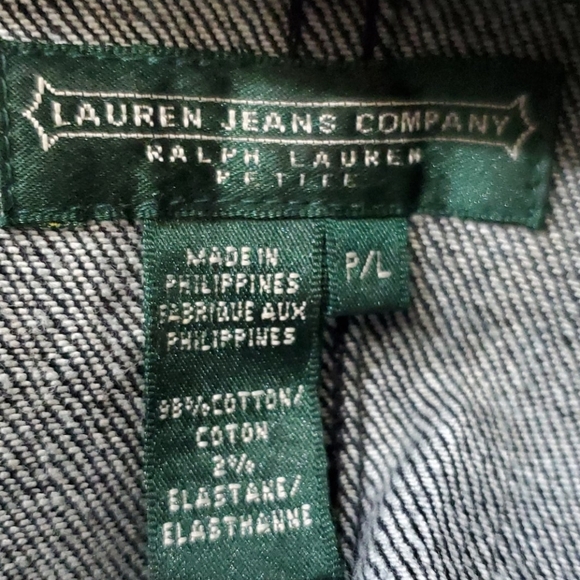 LAUREN JEANS COMPANY
RALPH LAUREN
PETITE
P/L
MADE IN
PHILIPPINES
FABRIQUE AUX
PHILIPPINES
98% COTTON/
COTON
2%
ELASTANE/
ELASTHANNE